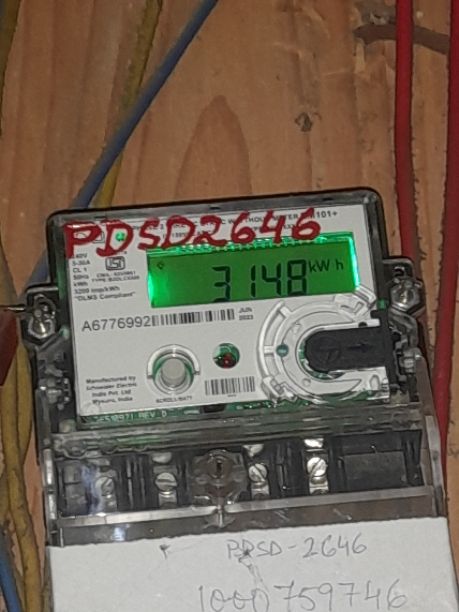 PDSD2646
240V
5-30A
CL 1
50Hz
kWh
3200 imp/kWh
"DLMS Compliant"
3148 kW h
A6776992
JUN
2023
Manufactured by
Schneider Electric
India Pvt. Ltd
Mysuru, India
SCROLL/BATT
PDSD-2646
1000759746